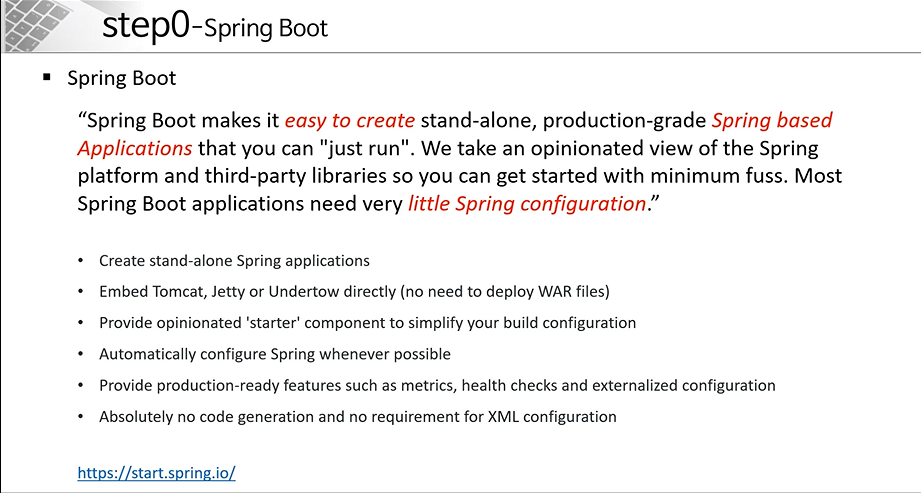 step0-Spring Boot
▪ Spring Boot
“Spring Boot makes it easy to create stand-alone, production-grade Spring based
Applications that you can "just run". We take an opinionated view of the Spring
platform and third-party libraries so you can get started with minimum fuss. Most
Spring Boot applications need very little Spring configuration.”
• Create stand-alone Spring applications
• Embed Tomcat, Jetty or Undertow directly (no need to deploy WAR files)
• Provide opinionated 'starter' component to simplify your build configuration
• Automatically configure Spring whenever possible
• Provide production-ready features such as metrics, health checks and externalized configuration
• Absolutely no code generation and no requirement for XML configuration
https://start.spring.io/